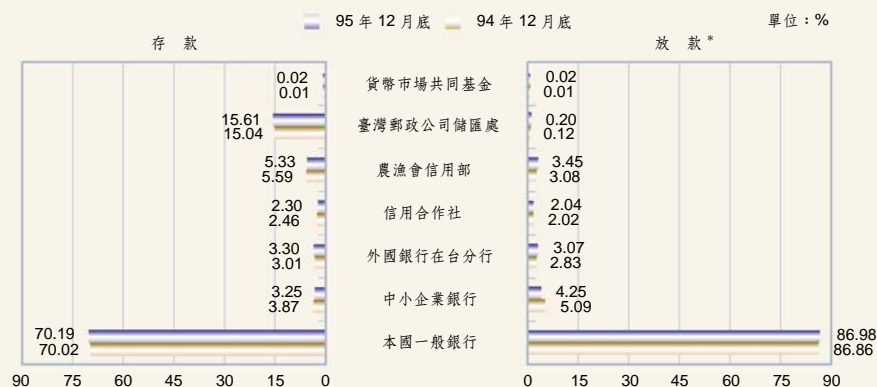 95 年 12 月底 94 年 12 月底 單位：%
存 款 放 款 *
0.02 貨幣市場共同基金 0.02
0.01 0.01
15.61 臺灣郵政公司儲匯處 0.20
15.04 0.12
5.33 農漁會信用部 3.45
5.59 3.08
2.30 信用合作社 2.04
2.46 2.02
3.30 外國銀行在台分行 3.07
3.01 2.83
3.25 中小企業銀行 4.25
3.87 5.09
70.19 本國一般銀行 86.98
70.02 86.86
90 75 60 45 30 15 0 0 15 30 45 60 75 90